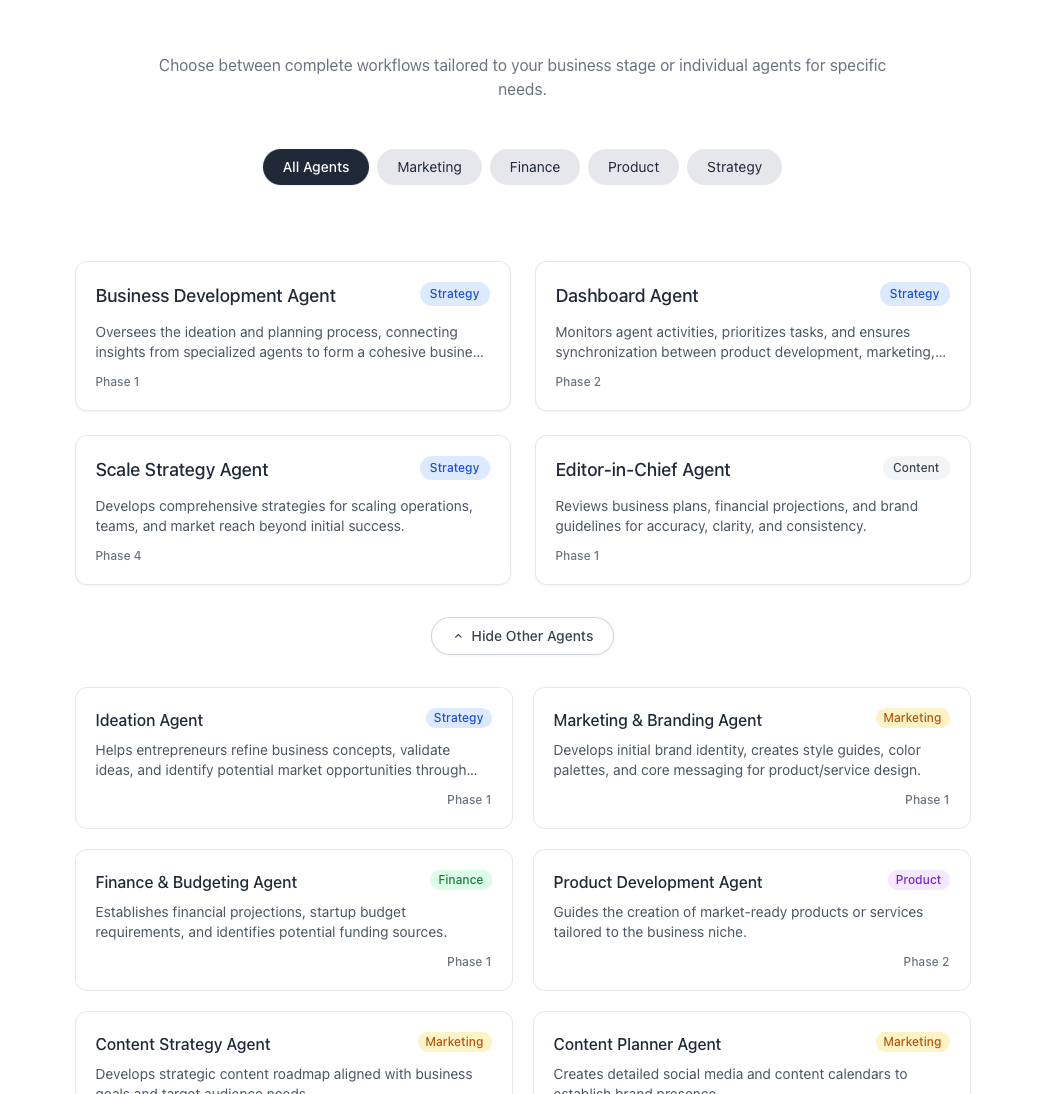 Choose between complete workflows tailored to your business stage or individual agents for specific
needs.
All Agents
Marketing
Finance
Product
Strategy
Business Development Agent
Strategy
Oversees the ideation and planning process, connecting
insights from specialized agents to form a cohesive busine...
Phase 1
Dashboard Agent
Strategy
Monitors agent activities, prioritizes tasks, and ensures
synchronization between product development, marketing,...
Phase 2
Scale Strategy Agent
Strategy
Develops comprehensive strategies for scaling operations,
teams, and market reach beyond initial success.
Phase 4
Editor-in-Chief Agent
Content
Reviews business plans, financial projections, and brand
guidelines for accuracy, clarity, and consistency.
Phase 1
Hide Other Agents
Ideation Agent
Strategy
Helps entrepreneurs refine business concepts, validate
ideas, and identify potential market opportunities through...
Phase 1
Marketing & Branding Agent
Marketing
Develops initial brand identity, creates style guides, color
palettes, and core messaging for product/service design.
Phase 1
Finance & Budgeting Agent
Finance
Establishes financial projections, startup budget
requirements, and identifies potential funding sources.
Phase 1
Product Development Agent
Product
Guides the creation of market-ready products or services
tailored to the business niche.
Phase 2
Content Strategy Agent
Marketing
Develops strategic content roadmap aligned with business
goals and target audience needs.
Content Planner Agent
Marketing
Creates detailed social media and content calendars to
establish brand presence.